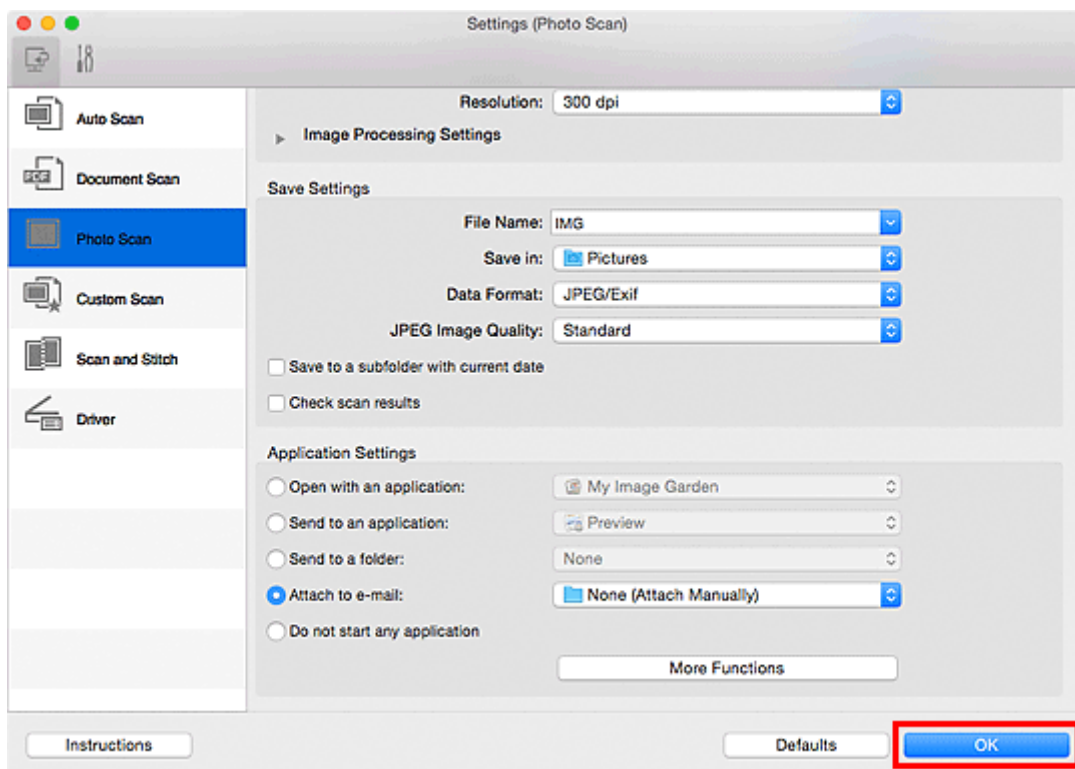 Settings (Photo Scan)
Auto Scan
Document Scan
Photo Scan
Custom Scan
Scan and Stitch
Driver
Resolution: 300 dpi
Image Processing Settings
Save Settings
File Name: IMG
Save in: Pictures
Data Format: JPEG/Exif
JPEG Image Quality: Standard
Save to a subfolder with current date
Check scan results
Application Settings
Open with an application: My Image Garden
Send to an application: Preview
Send to a folder: None
Attach to e-mail: None (Attach Manually)
Do not start any application
More Functions
Instructions
Defaults
OK